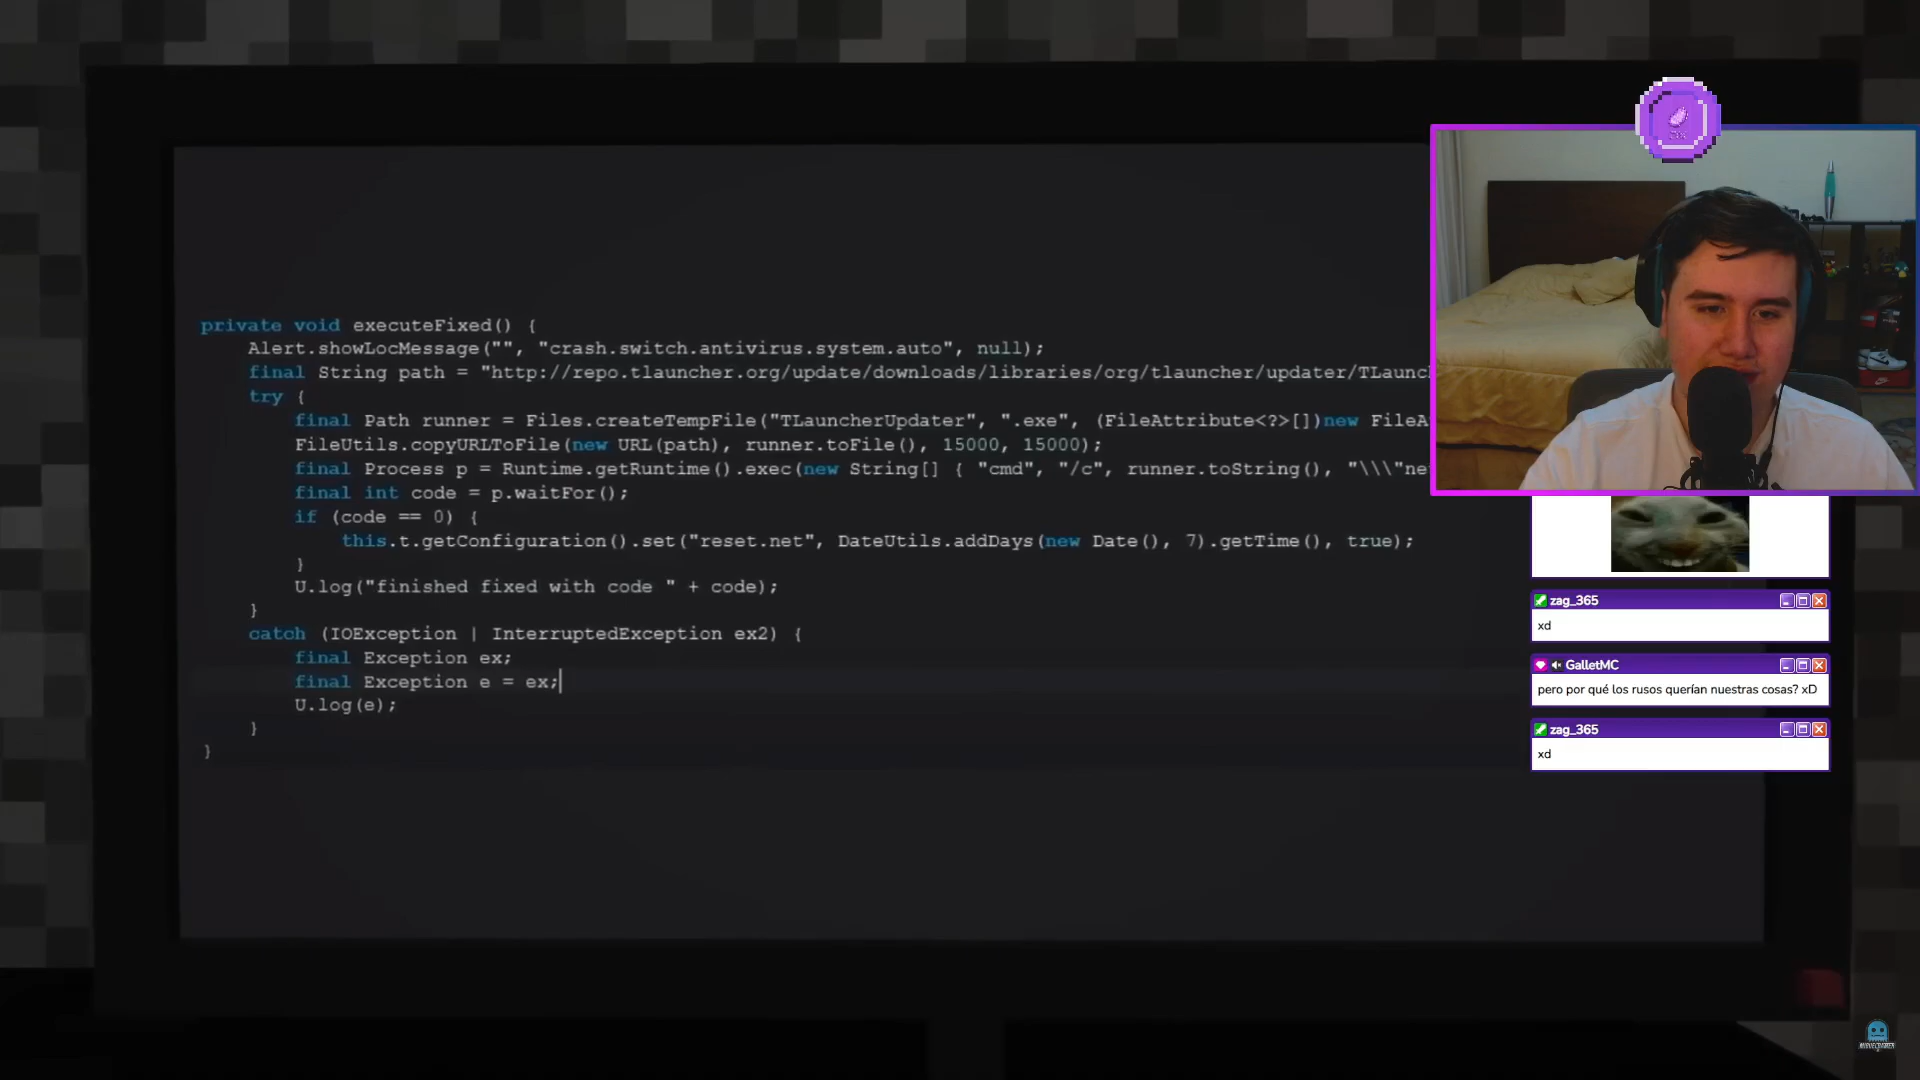 private void executeFixed() {
Alert.showLocMessage("", "crash.switch.antivirus.system.auto", null);
final String path = "http://repo.tlauncher.org/update/downloads/libraries/org/tlauncher/updater/TLaunc
try {
final Path runner = Files.createTempFile("TLauncherUpdater", ".exe", (FileAttribute<?>[])new FileA
FileUtils.copyURLToFile(new URL(path), runner.toFile(), 15000, 15000);
final Process p = Runtime.getRuntime().exec(new String[] { "cmd", "/c", runner.toString(), "\\\"ne
final int code = p.waitFor();
if (code == 0) {
this.t.getConfiguration().set("reset.net", DateUtils.addDays(new Date(), 7).getTime(), true);
}
U.log("finished fixed with code " + code);
}
catch (IOException | InterruptedException ex2) {
final Exception ex;
final Exception e = ex;
U.log(e);
}
}
zag_365
xd
GalletMC
pero por qué los rusos querían nuestras cosas? xD
zag_365
xd